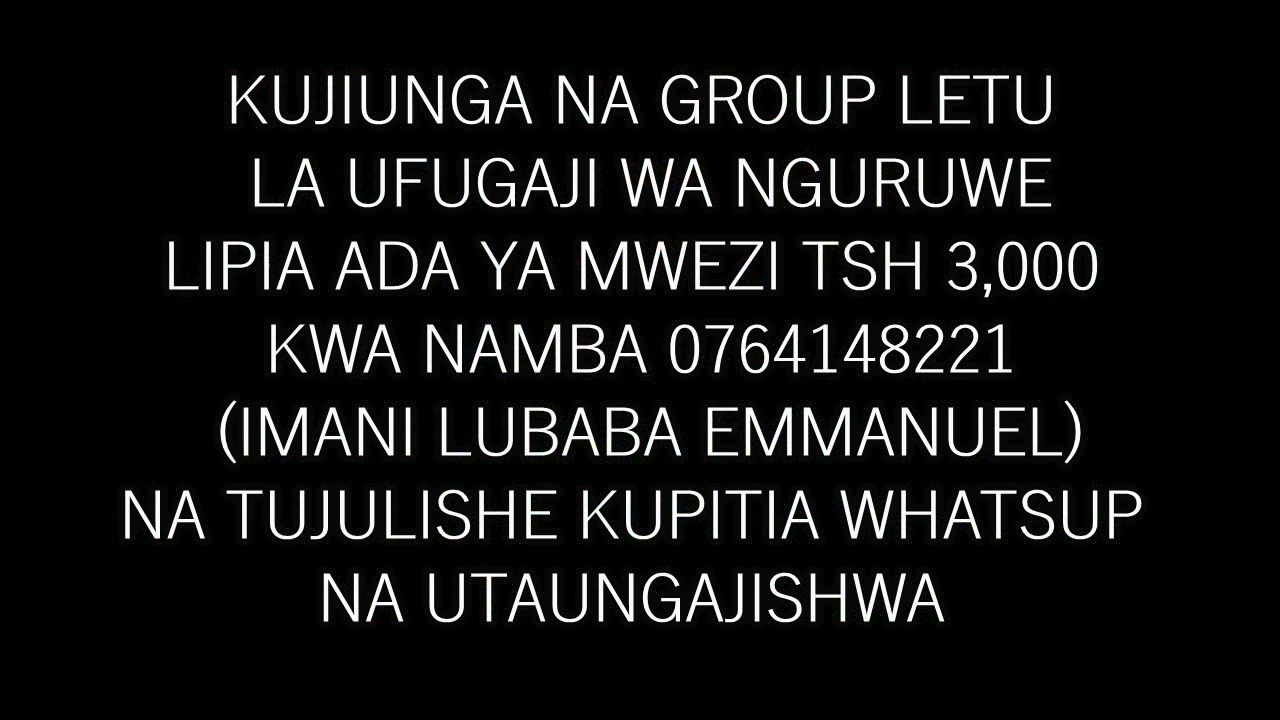 KUJIUNGA NA GROUP LETU
LA UFUGAJI WA NGURUWE
LIPIA ADA YA MWEZI TSH 3,000
KWA NAMBA 0764148221
(IMANI LUBABA EMMANUEL)
NA TUJULISHE KUPITIA WHATSUP
NA UTAUNGAJISHWA